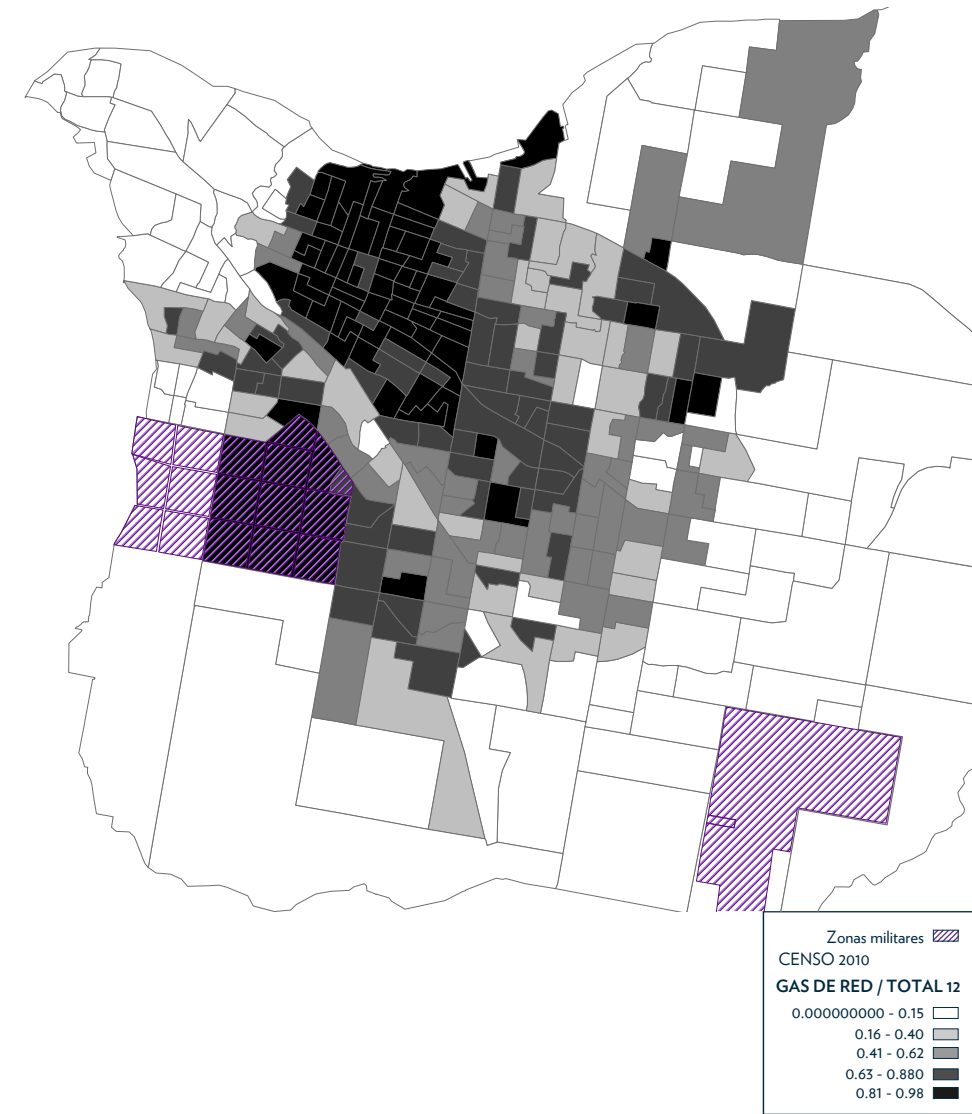 Zonas militares
CENSO 2010
GAS DE RED / TOTAL 12
0.000000000 - 0.15
0.16 - 0.40
0.41 - 0.62
0.63 - 0.880
0.81 - 0.98